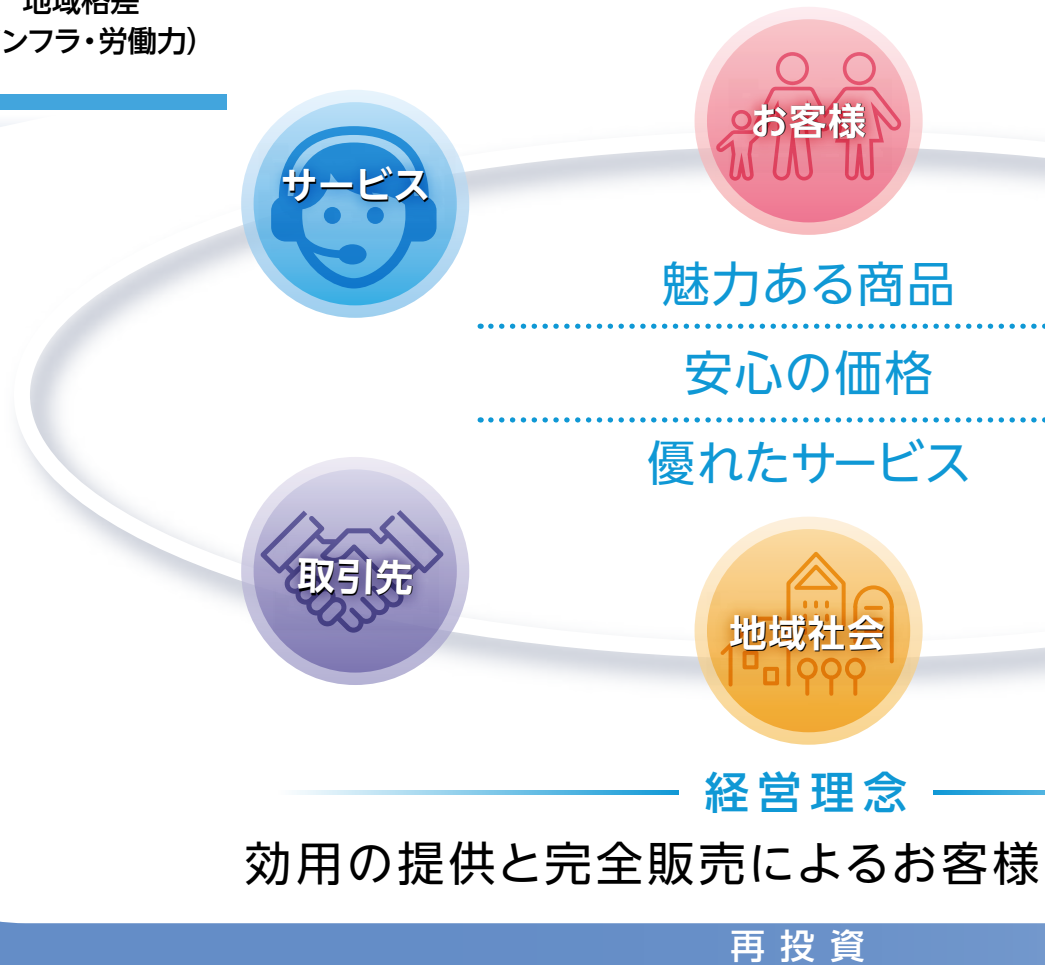 地域格差
ンフラ・労働力）
お客様
サービス
魅力ある商品
安心の価格
優れたサービス
取引先
地域社会
経営理念
効用の提供と完全販売によるお客様
再投資